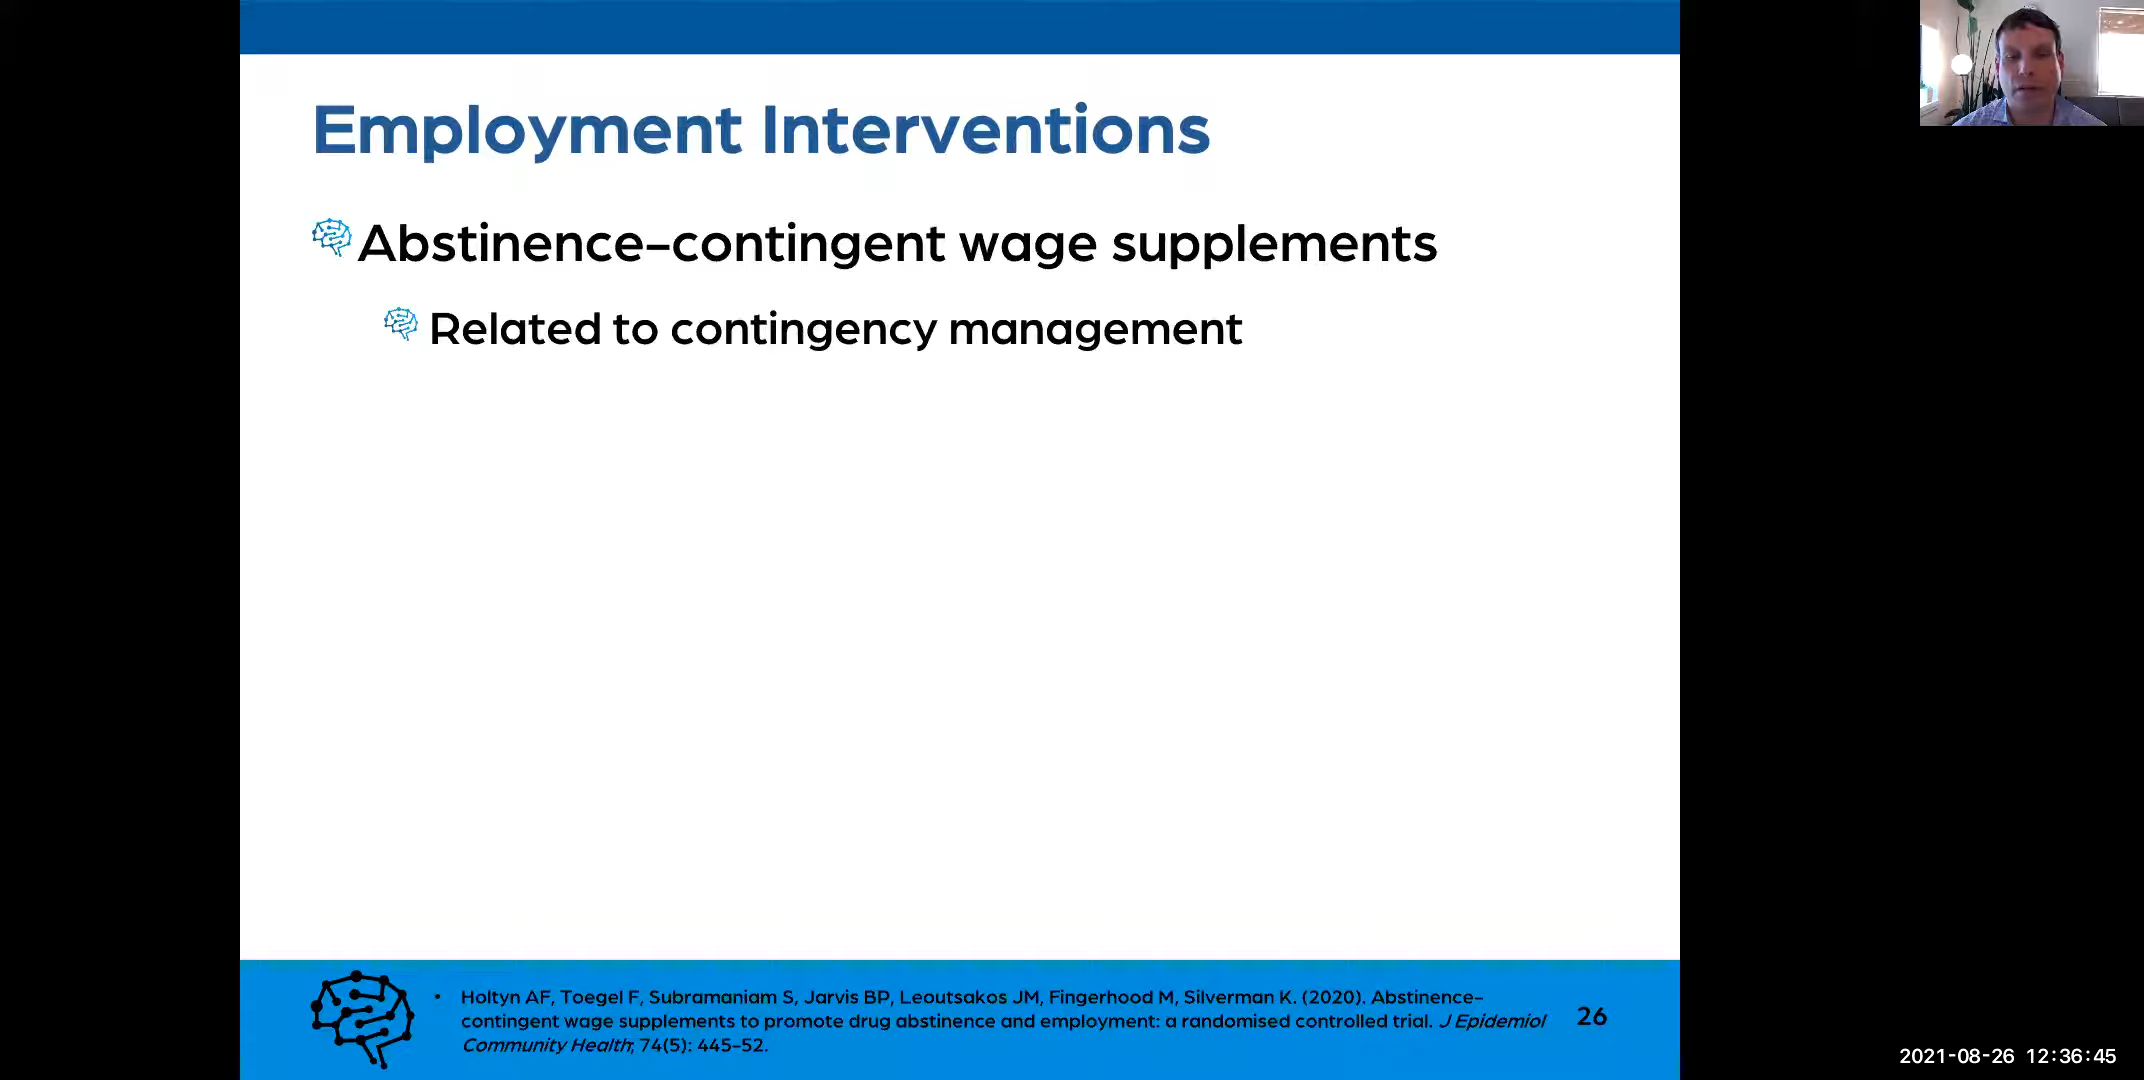 Employment Interventions
Abstinence-contingent wage supplements
Related to contingency management
• Holtyn AF, Toegel F, Subramaniam S, Jarvis BP, Leoutsakos JM, Fingerhood M, Silverman K. (2020). Abstinence-
contingent wage supplements to promote drug abstinence and employment: a randomised controlled trial. J Epidemiol
Community Health; 74(5): 445-52.
26
2021-08-26 12:36:45